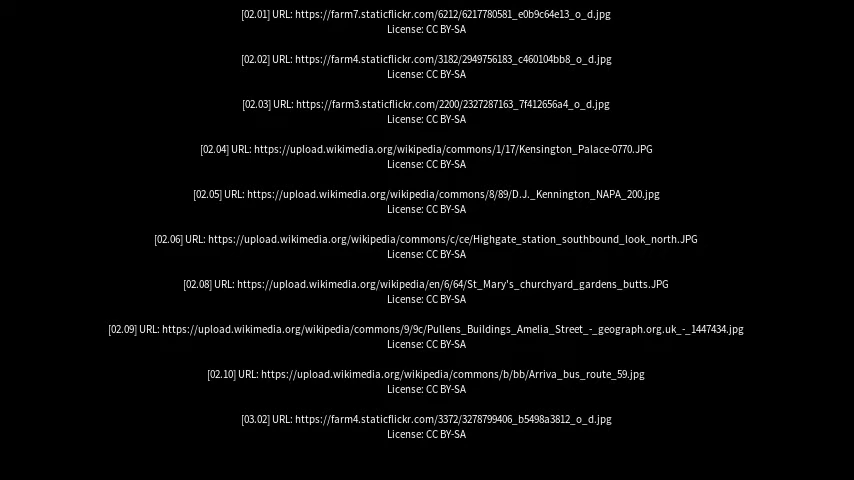 [02.01] URL: https://farm7.staticflickr.com/6212/6217780581_e0b9c64e13_o_d.jpg
License: CC BY-SA
[02.02] URL: https://farm4.staticflickr.com/3182/2949756183_c460104bb8_o_d.jpg
License: CC BY-SA
[02.03] URL: https://farm3.staticflickr.com/2200/2327287163_7f412656a4_o_d.jpg
License: CC BY-SA
[02.04] URL: https://upload.wikimedia.org/wikipedia/commons/1/17/Kensington_Palace-0770.JPG
License: CC BY-SA
[02.05] URL: https://upload.wikimedia.org/wikipedia/commons/8/89/D.J._Kennington_NAPA_200.jpg
License: CC BY-SA
[02.06] URL: https://upload.wikimedia.org/wikipedia/commons/c/ce/Highgate_station_southbound_look_north.JPG
License: CC BY-SA
[02.08] URL: https://upload.wikimedia.org/wikipedia/en/6/64/St_Mary's_churchyard_gardens_butts.JPG
License: CC BY-SA
[02.09] URL: https://upload.wikimedia.org/wikipedia/commons/9/9c/Pullens_Buildings_Amelia_Street_-_geograph.org.uk_-_1447434.jpg
License: CC BY-SA
[02.10] URL: https://upload.wikimedia.org/wikipedia/commons/b/bb/Arriva_bus_route_59.jpg
License: CC BY-SA
[03.02] URL: https://farm4.staticflickr.com/3372/3278799406_b5498a3812_o_d.jpg
License: CC BY-SA